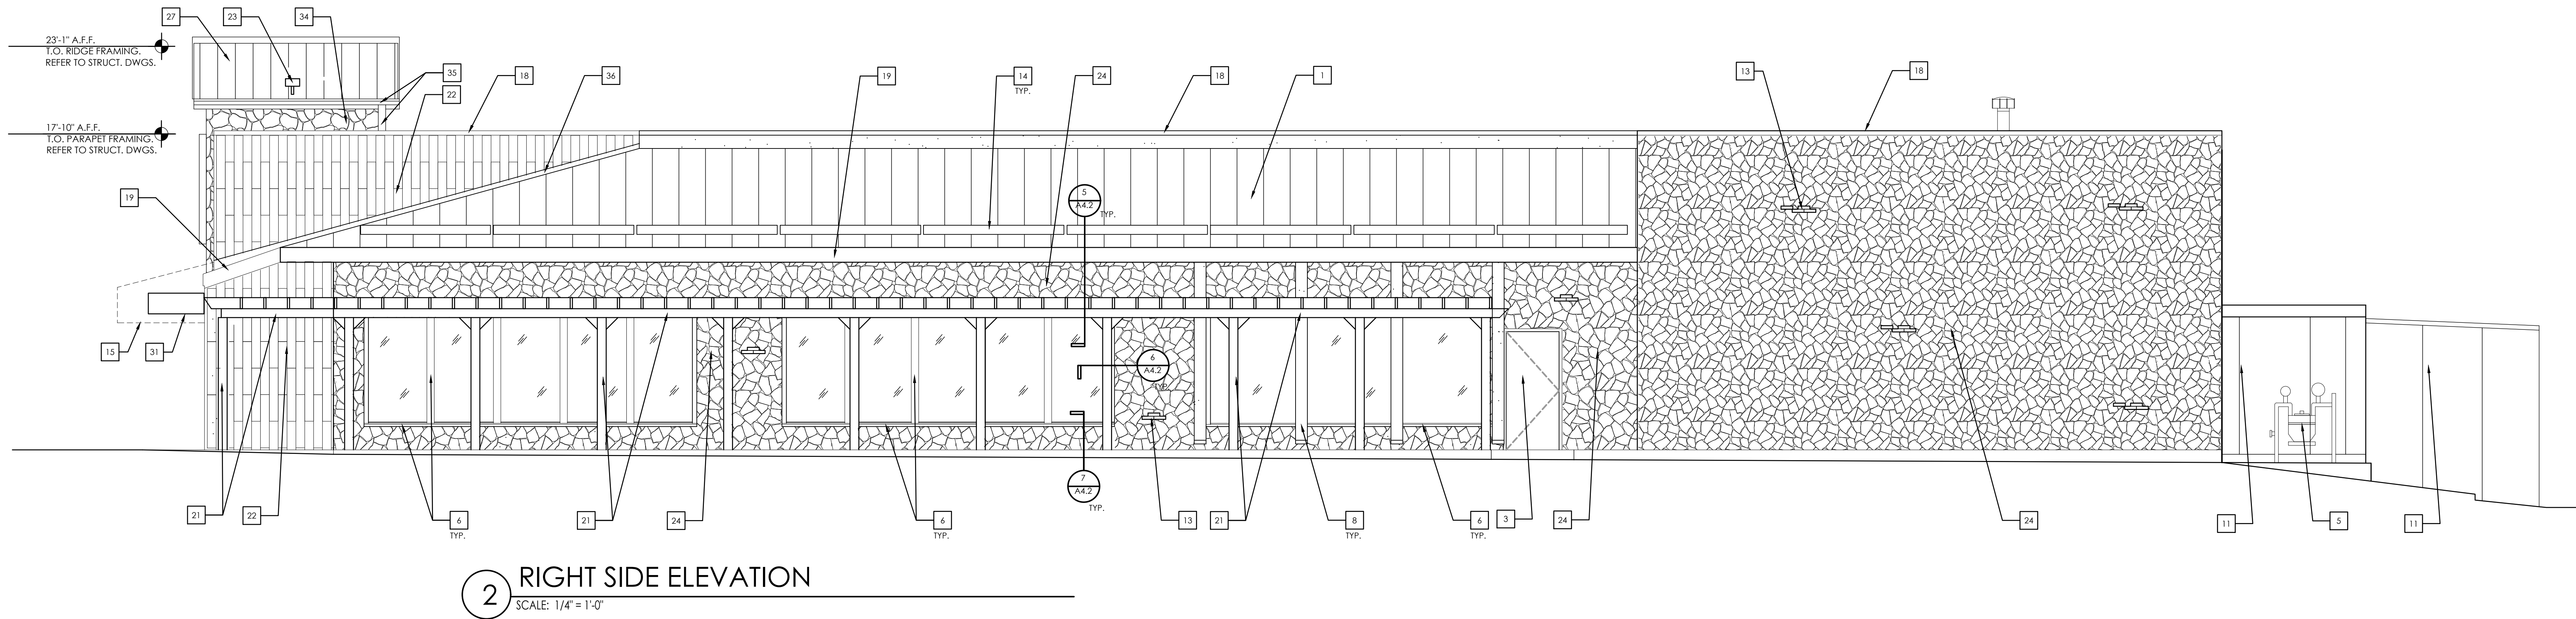 27
23
34
23'-1" A.F.F.
T.O. RIDGE FRAMING.
REFER TO STRUCT. DWGS.
35
18
36
22
19
14
TYP.
24
18
1
13
18
17'-10" A.F.F.
T.O. PARAPET FRAMING.
REFER TO STRUCT. DWGS.
19
5
A4.2
TYP.
15
31
6
A4.2
TYP.
7
A4.2
TYP.
21
22
6
TYP.
21
24
6
TYP.
13
21
8
TYP.
6
TYP.
3
24
24
11
5
11
2
RIGHT SIDE ELEVATION
SCALE: 1/4" = 1'-0"